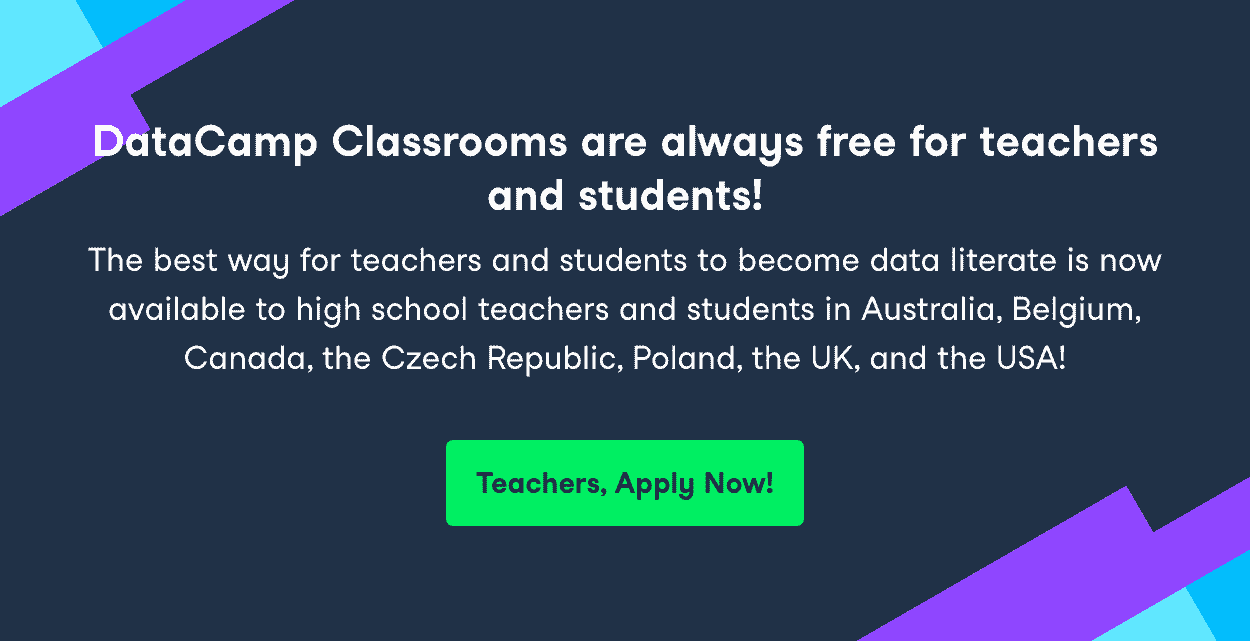 DataCamp Classrooms are always free for teachers
and students!
The best way for teachers and students to become data literate is now
available to high school teachers and students in Australia, Belgium,
Canada, the Czech Republic, Poland, the UK, and the USA!
Teachers, Apply Now!